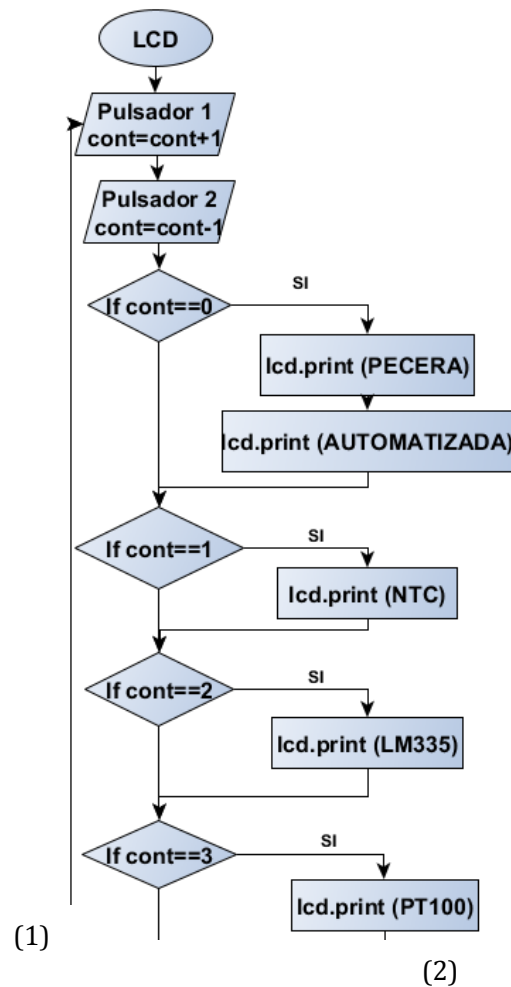 LCD
Pulsador 1
cont=cont+1
Pulsador 2
cont=cont-1
If cont==0
SI
lcd.print (PECERA)
lcd.print (AUTOMATIZADA)
If cont==1
SI
lcd.print (NTC)
If cont==2
SI
lcd.print (LM335)
If cont==3
SI
lcd.print (PT100)
(1)
(2)